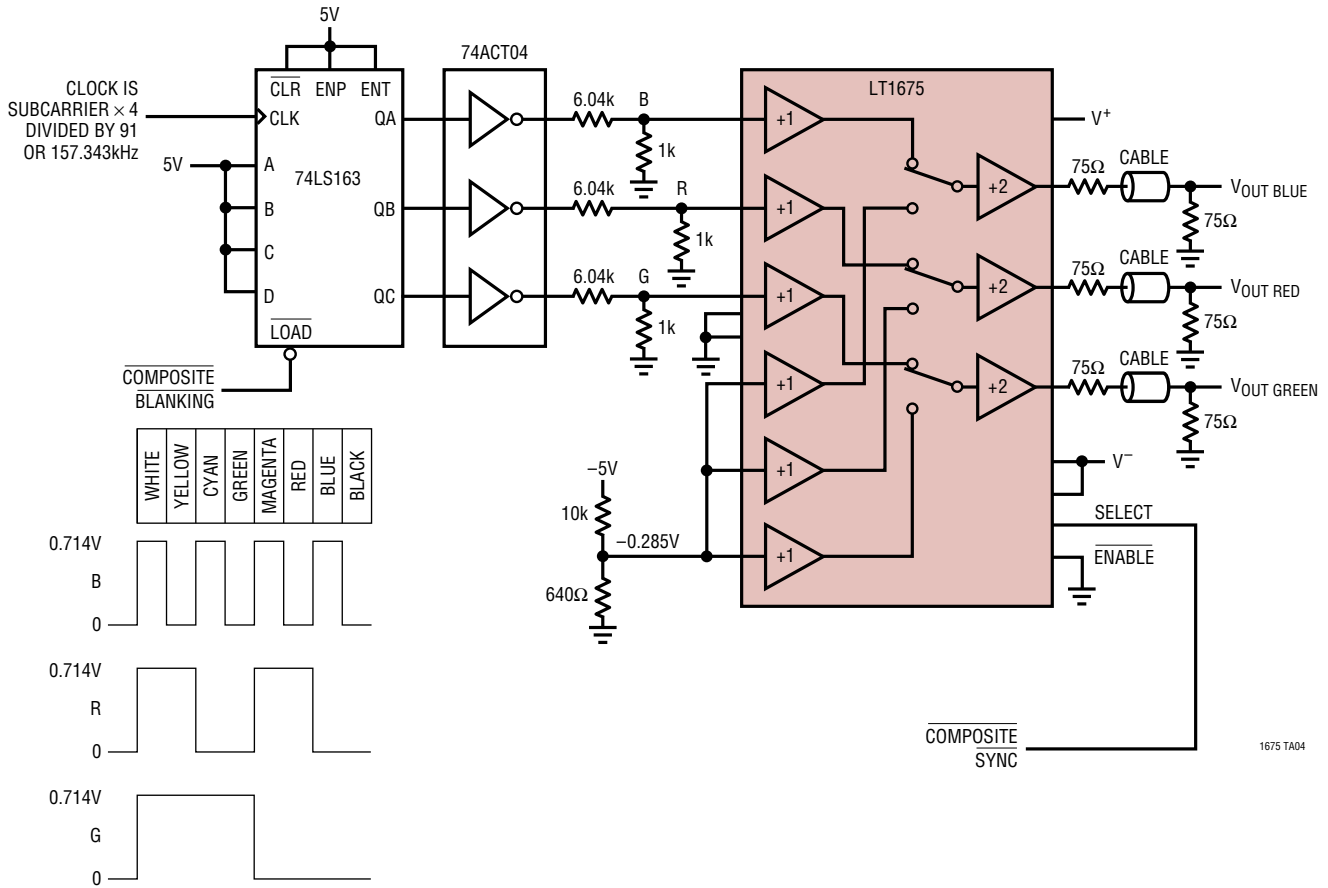 5V
CLOCK IS
SUBCARRIER × 4
DIVIDED BY 91
OR 157.343kHz
CLR ENP ENT
CLK
QA
5V
A
74LS163
B
QB
C
D
QC
LOAD
COMPOSITE
BLANKING
74ACT04
6.04k
B
1k
6.04k
R
1k
6.04k
G
1k
LT1675
+1
+1
+1
+1
+1
+1
+2
+2
+2
V+
75Ω
CABLE
VOUT BLUE
75Ω
75Ω
CABLE
VOUT RED
75Ω
75Ω
CABLE
VOUT GREEN
75Ω
V−
SELECT
ENABLE
−5V
10k
−0.285V
640Ω
COMPOSITE
SYNC
WHITE
YELLOW
CYAN
GREEN
MAGENTA
RED
BLUE
BLACK
0.714V
B
0
0.714V
R
0
0.714V
G
0
1675 TA04